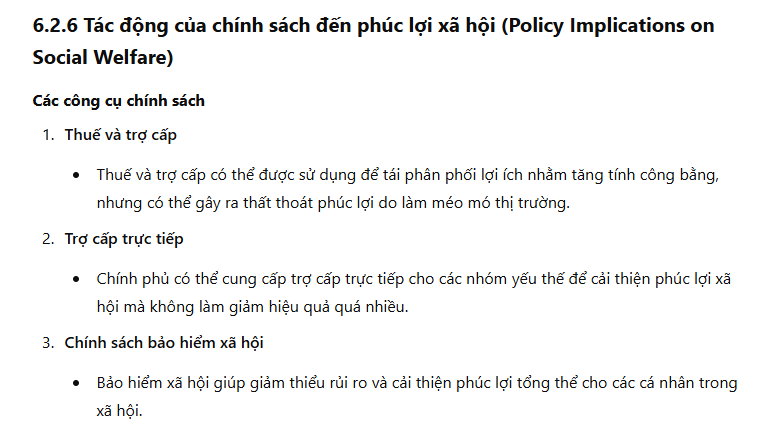 6.2.6 Tác động của chính sách đến phúc lợi xã hội (Policy Implications on
Social Welfare)
Các công cụ chính sách
1. Thuế và trợ cấp
• Thuế và trợ cấp có thể được sử dụng để tái phân phối lợi ích nhằm tăng tính công bằng,
nhưng có thể gây ra thất thoát phúc lợi do làm méo mó thị trường.
2. Trợ cấp trực tiếp
• Chính phủ có thể cung cấp trợ cấp trực tiếp cho các nhóm yếu thế để cải thiện phúc lợi xã
hội mà không làm giảm hiệu quả quá nhiều.
3. Chính sách bảo hiểm xã hội
• Bảo hiểm xã hội giúp giảm thiểu rủi ro và cải thiện phúc lợi tổng thể cho các cá nhân trong
xã hội.